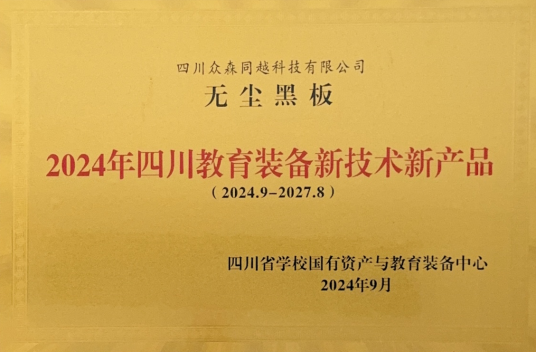 四川众森同越科技有限公司
无尘黑板
2024年四川教育装备新技术新产品
（2024.9-2027.8）
四川省学校国有资产与教育装备中心
2024年9月